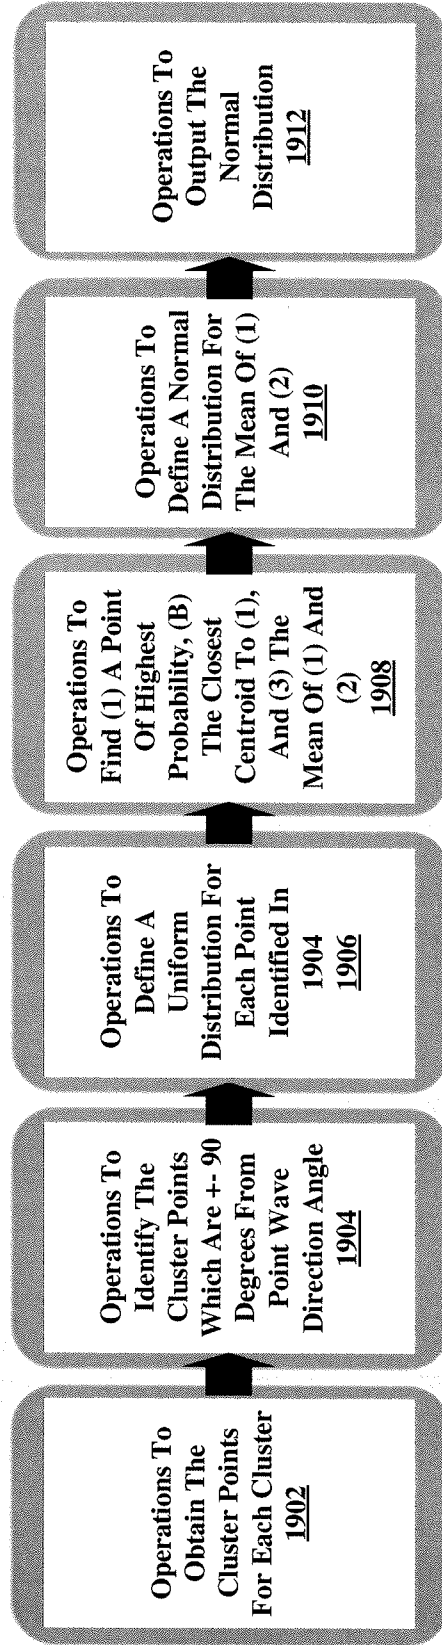 Operations To
Obtain The
Cluster Points
For Each Cluster
1902
Operations To
Identify The
Cluster Points
Which Are +- 90
Degrees From
Point Wave
Direction Angle
1904
Operations To
Define A
Uniform
Distribution For
Each Point
Identified In
1904
1906
Operations To
Find (1) A Point
Of Highest
Probability, (B)
The Closest
Centroid To (1),
And (3) The
Mean Of (1) And
(2)
1908
Operations To
Define A Normal
Distribution For
The Mean Of (1)
And (2)
1910
Operations To
Output The
Normal
Distribution
1912